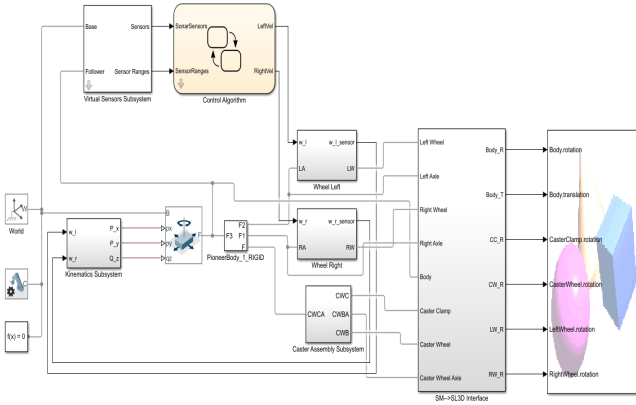 Base
Follower
Sensors
Sensor Ranges
Virtual Sensors Subsystem
SonarSensors
SensorRanges
LeftVel
RightVel
Control Algorithm
W
World
C
f(x) = 0
w_l
w_r
P_x
P_y
Q_z
Kinematics Subsystem
B
px
py
qz
F
F3
F2
F1
F
PioneerBody_1_RIGID
w_l
LA
w_l_sensor
LW
Wheel Left
w_r
RA
w_r_sensor
RW
Wheel Right
CWCA
CWC
CWBA
CWB
Caster Assembly Subsystem
Left Wheel
Left Axle
Right Wheel
Right Axle
Body
Caster Clamp
Caster Wheel
Caster Wheel Axle
Body_R
Body_T
CC_R
CW_R
LW_R
RW_R
SM-->SL3D Interface
Body.rotation
Body.translation
CasterClamp.rotation
CasterWheel.rotation
LeftWheel.rotation
RightWheel.rotation